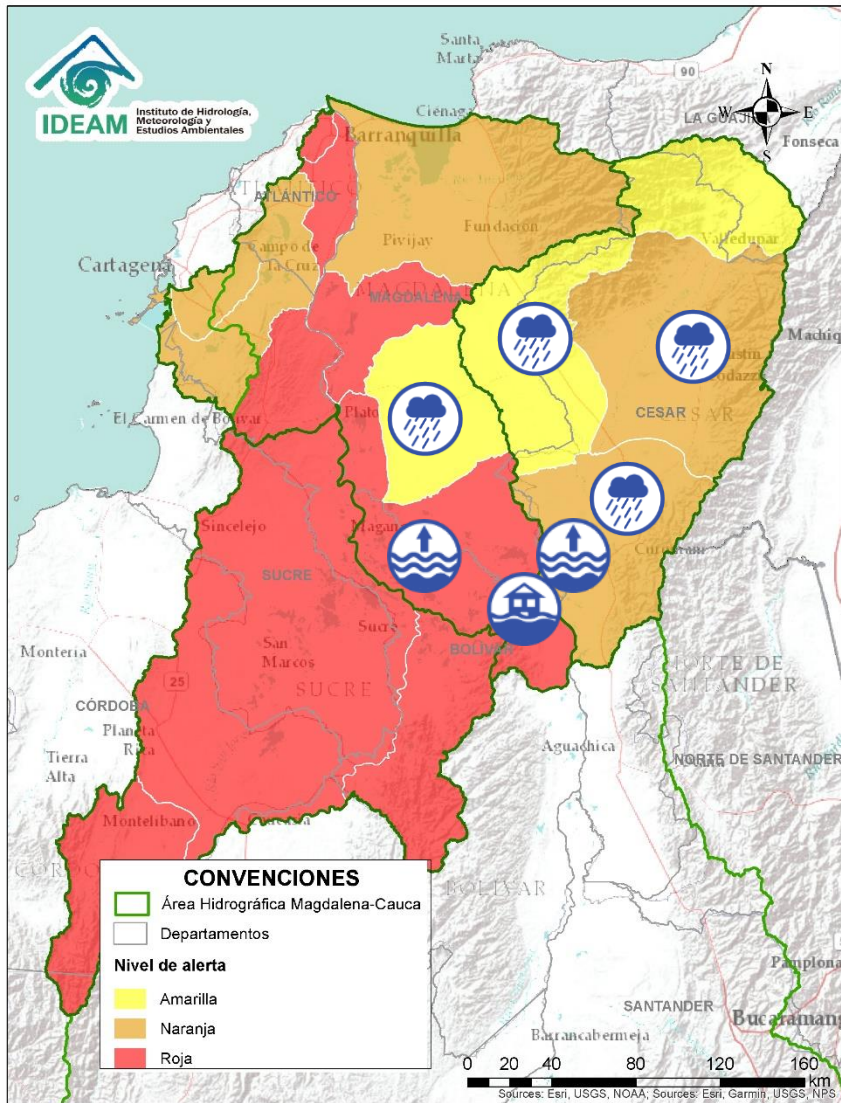 IDEAM
Instituto de Hidrología,
Meteorología y
Estudios Ambientales
Santa
Marta
90
N
E
S
LA GUAJI
Fonseca
Ciénaga
Barranquilla
ATLÁNTICO
Valledupar
Fundación
Pivijay
Campo de
la Cruz
Cartagena
MAGDALENA
Machiq
CESAR
El Carmen de Bolívar
Plato
Sincelejo
Magan
SUCRE
Sucre
San
Marcos
SUCRE
BOLÍVAR
Montería
25
CÓRDOBA
Planeta
Rica
Tierra
Alta
NORTE DE
SANTANDER
NORTE DE SANTANDER
Aguachica
Montelíbano
BOLÍVAR
CONVENCIONES
Área Hidrográfica Magdalena-Cauca
Departamentos
Nivel de alerta
Amarilla
Naranja
Roja
Pamplona
SANTANDER
Bucaramang
Barrancabermeja
0 20 40 80 120 160
km
Sources: Esri, USGS, NOAA; Sources: Esri, Garmin, USGS, NPS